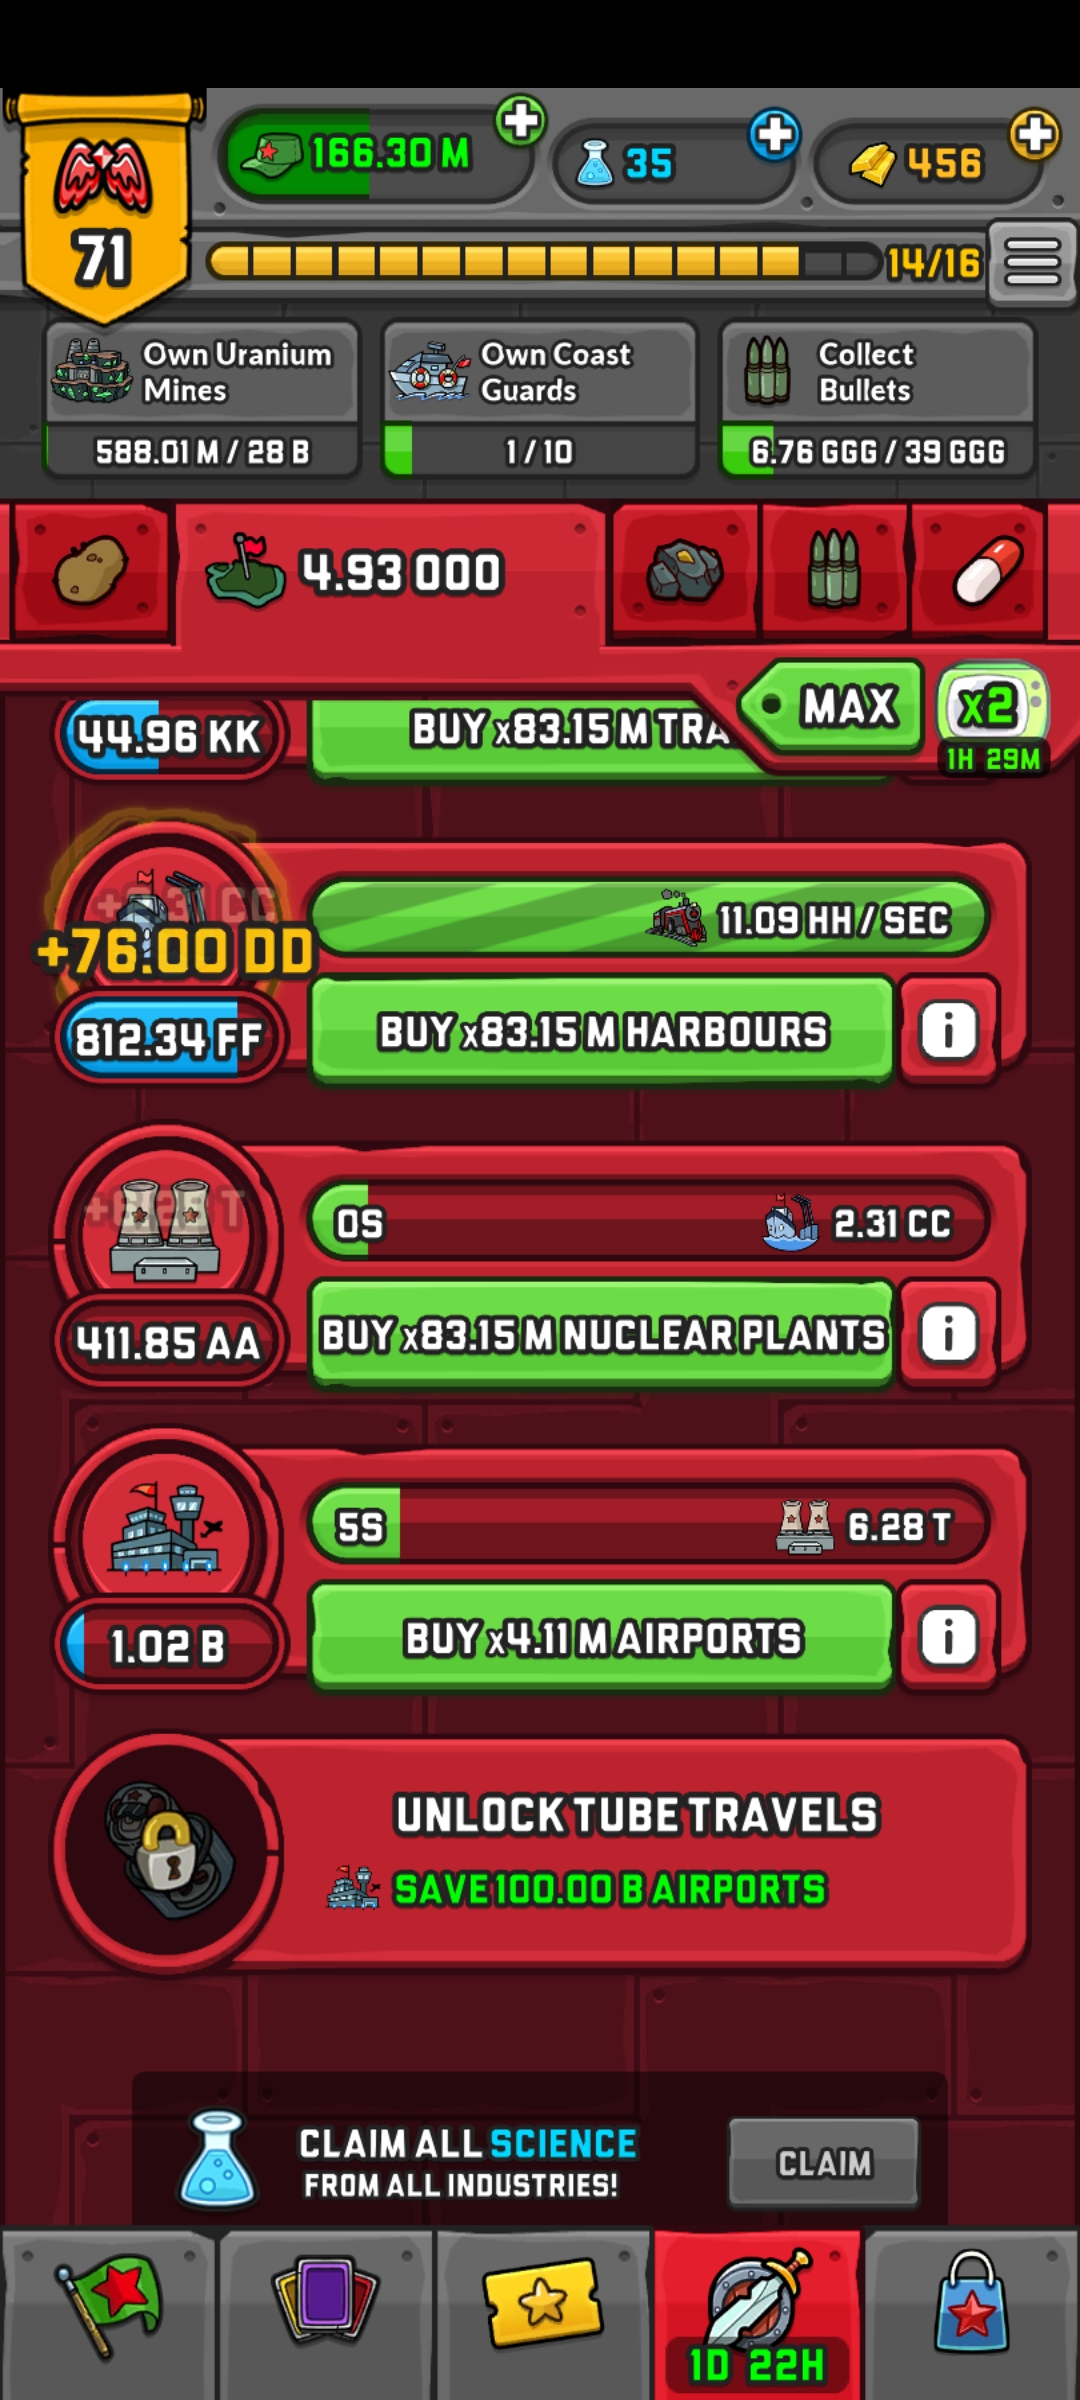 166.30 M
35
456
71
14/16
Own Uranium
Mines
588.01 M / 28 B
Own Coast
Guards
1 / 10
Collect
Bullets
6.76 GGG / 39 GGG
4.93 000
MAX
x2
1H 29M
44.96 KK
BUY x83.15 M TRA
+76.00 DD
11.09 HH / SEC
812.34 FF
BUY x83.15 M HARBOURS
0S
2.31 CC
411.85 AA
BUY x83.15 M NUCLEAR PLANTS
5S
6.28 T
1.02 B
BUY x4.11 M AIRPORTS
UNLOCK TUBE TRAVELS
SAVE 100.00 B AIRPORTS
CLAIM ALL SCIENCE
FROM ALL INDUSTRIES!
CLAIM
1D 22H